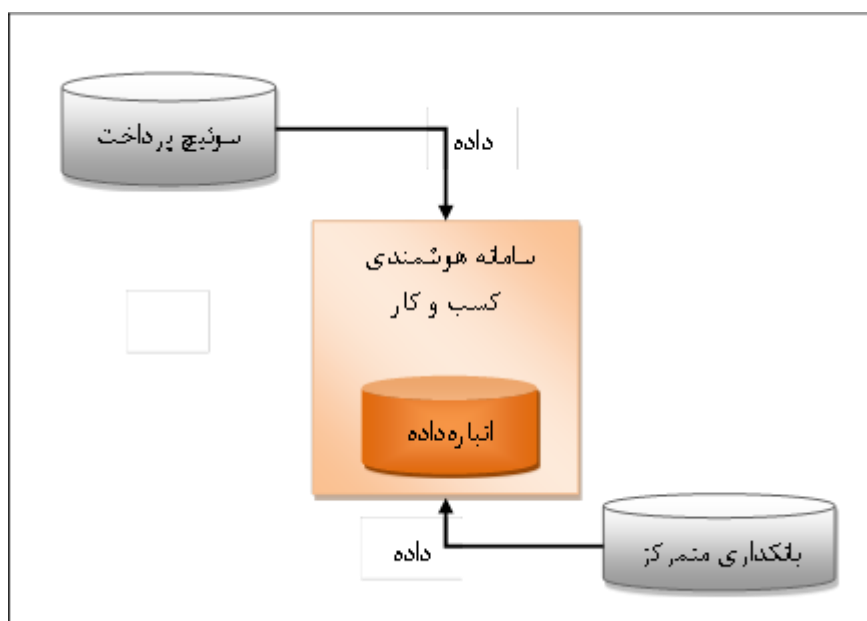 سوئیچ پرداخت
داده
سامانه هوشمندی
کسب و کار
انباره‌داده
داده
بانکداری متمرکز